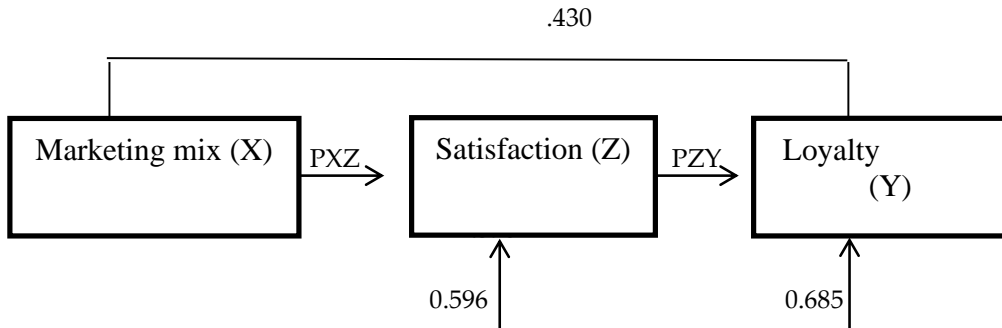 .430
Marketing mix (X)
PXZ
Satisfaction (Z)
PZY
Loyalty
(Y)
0.596
0.685